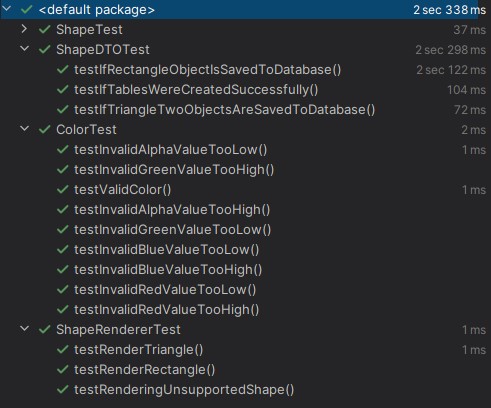 <default package> 2 sec 338 ms
ShapeTest 37 ms
ShapeDTOTest 2 sec 298 ms
testIfRectangleObjectIsSavedToDatabase() 2 sec 122 ms
testIfTablesWereCreatedSuccessfully() 104 ms
testIfTriangleTwoObjectsAreSavedToDatabase() 72 ms
ColorTest 2 ms
testInvalidAlphaValueTooLow() 1 ms
testInvalidGreenValueTooHigh()
testValidColor() 1 ms
testInvalidAlphaValueTooHigh()
testInvalidGreenValueTooLow()
testInvalidBlueValueTooLow()
testInvalidBlueValueTooHigh()
testInvalidRedValueTooLow()
testInvalidRedValueTooHigh()
ShapeRendererTest 1 ms
testRenderTriangle() 1 ms
testRenderRectangle()
testRenderingUnsupportedShape()